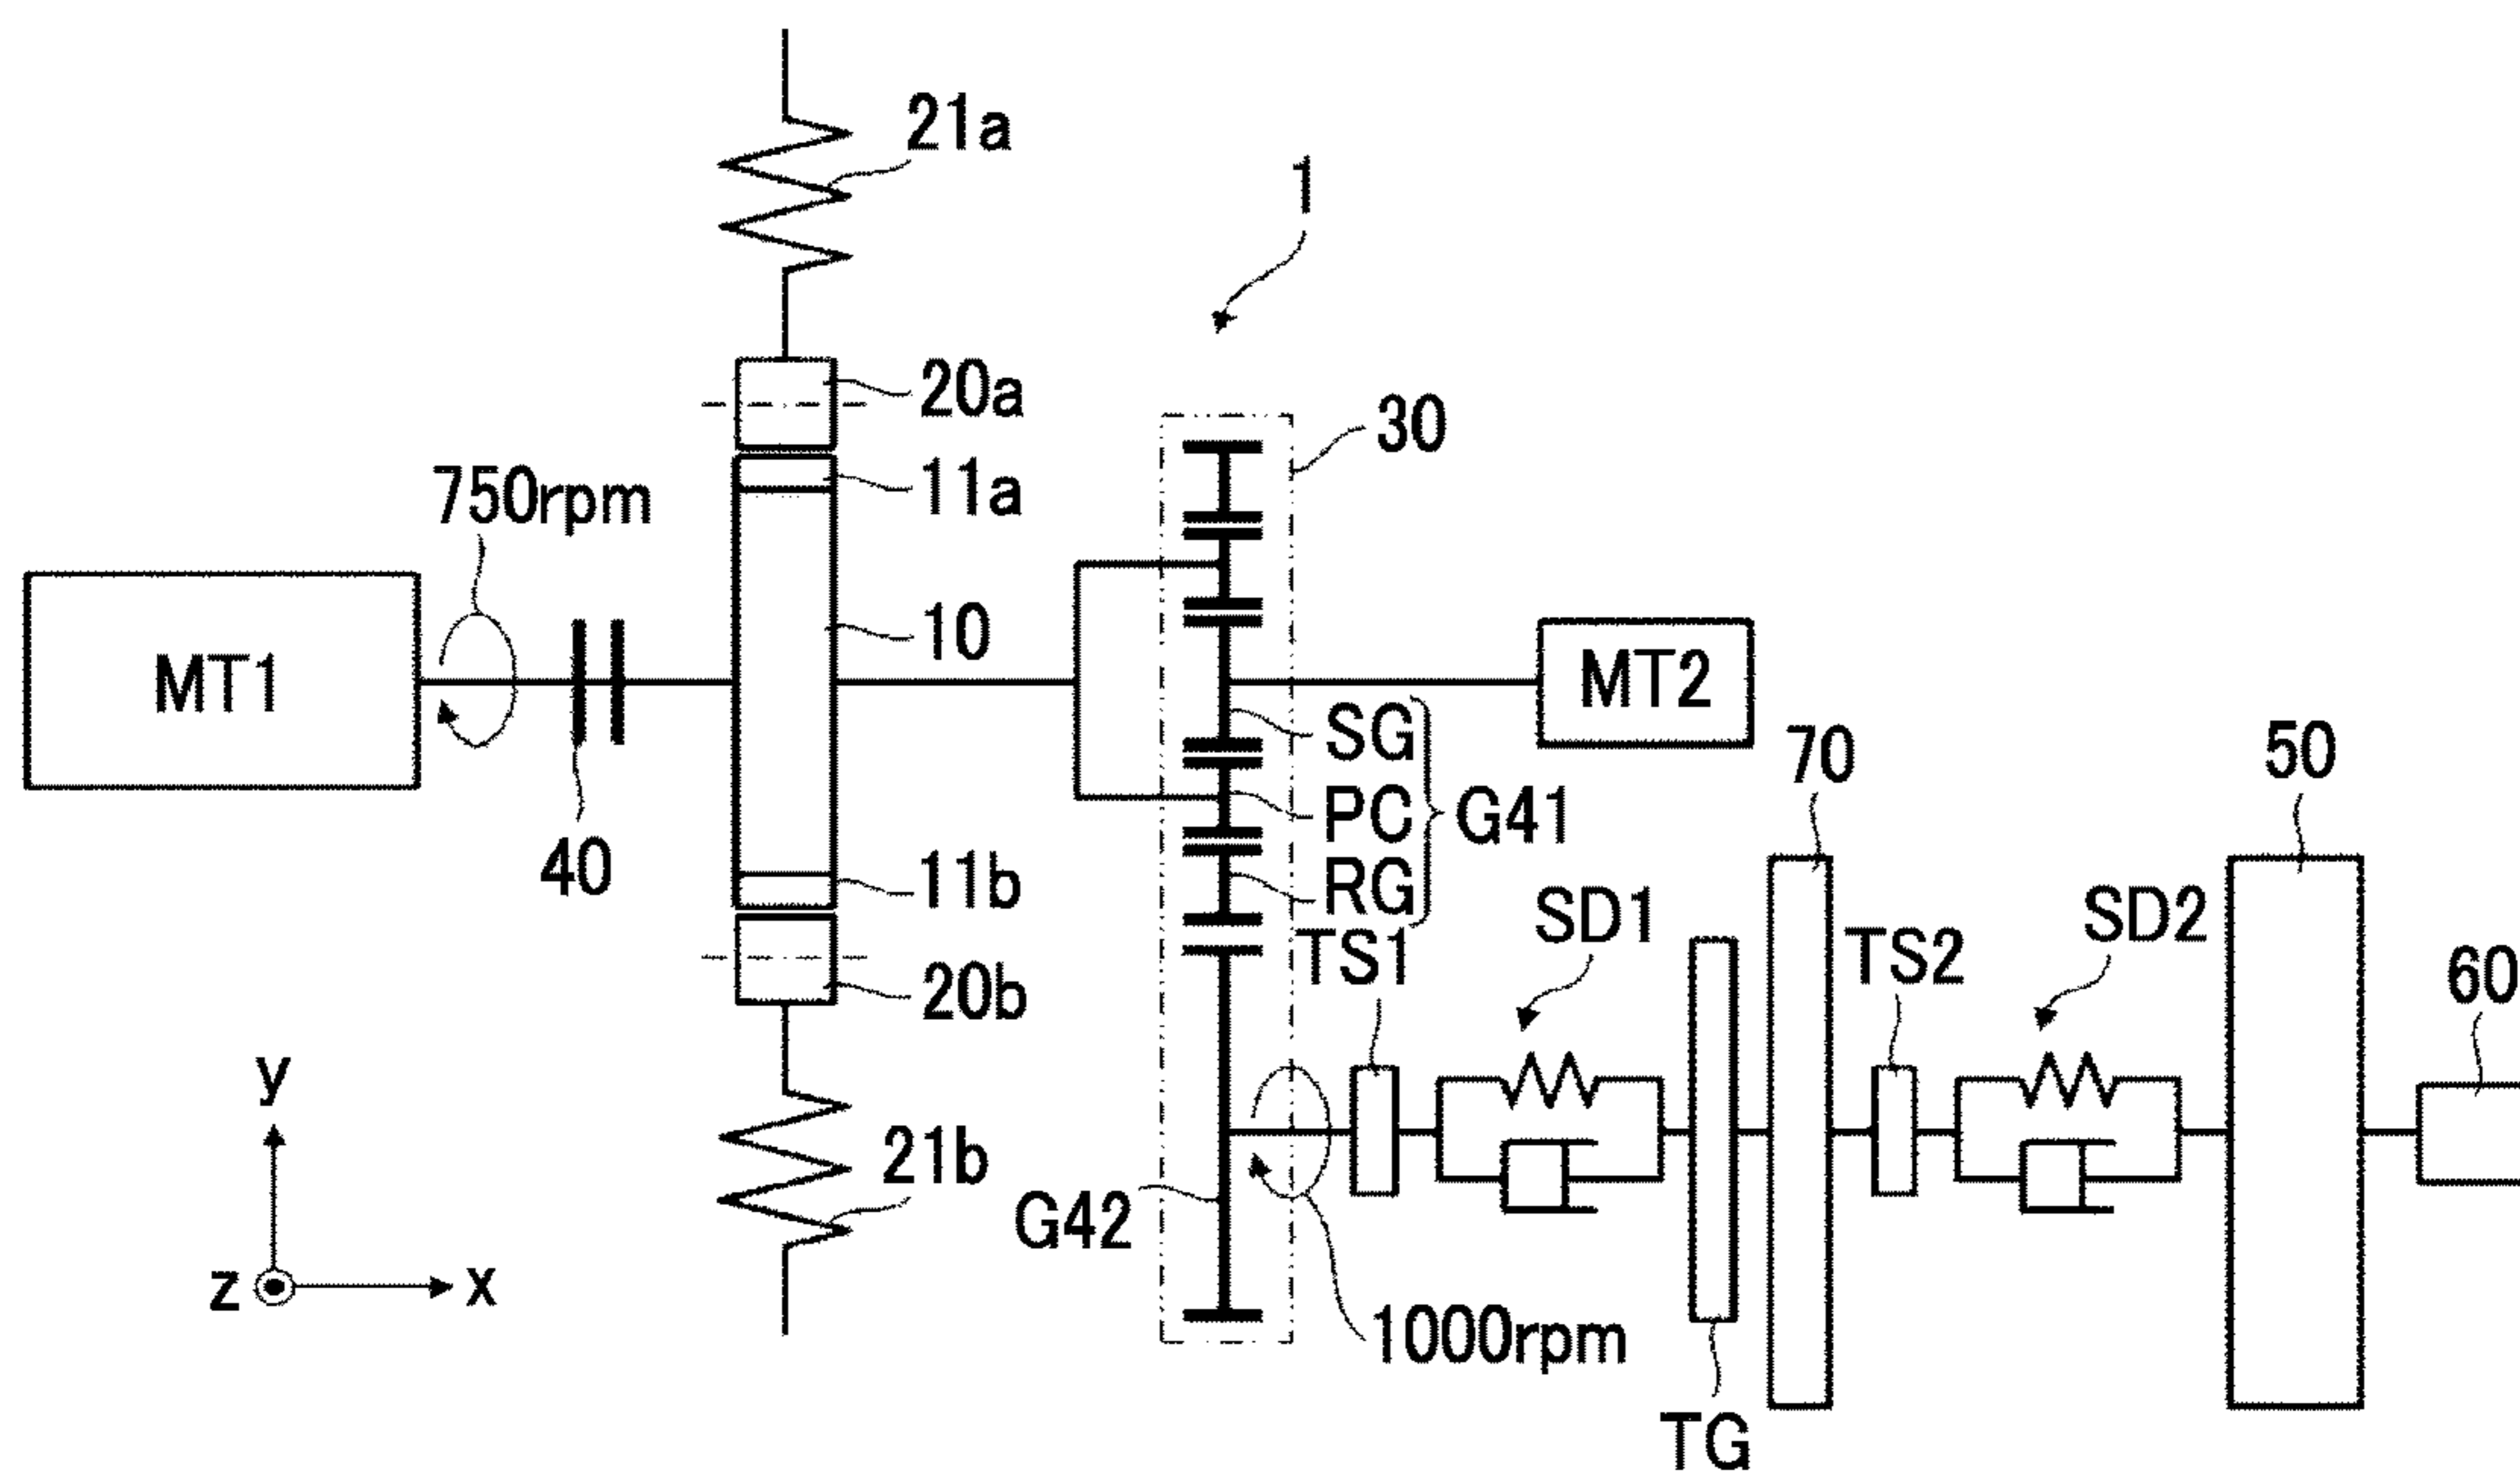 21a
1
20a
30
11a
750rpm
10
MT1
MT2
SG
70
50
PC
G41
40
11b
RG
SD1
SD2
TS1
TS2
20b
60
y
21b
G42
z
x
1000rpm
TG